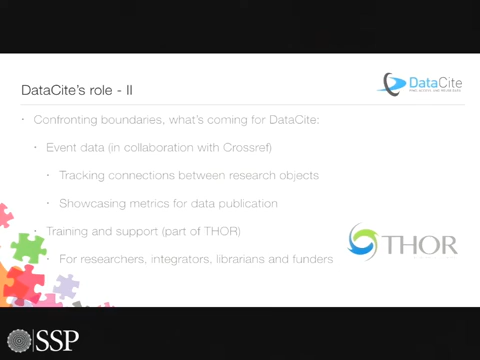 DataCite's role - II
DataCite
Confronting boundaries, what's coming for DataCite:
Event data (in collaboration with Crossref)
Tracking connections between research objects
Showcasing metrics for data publication
Training and support (part of THOR)
THOR
For researchers, integrators, librarians and funders
SSP